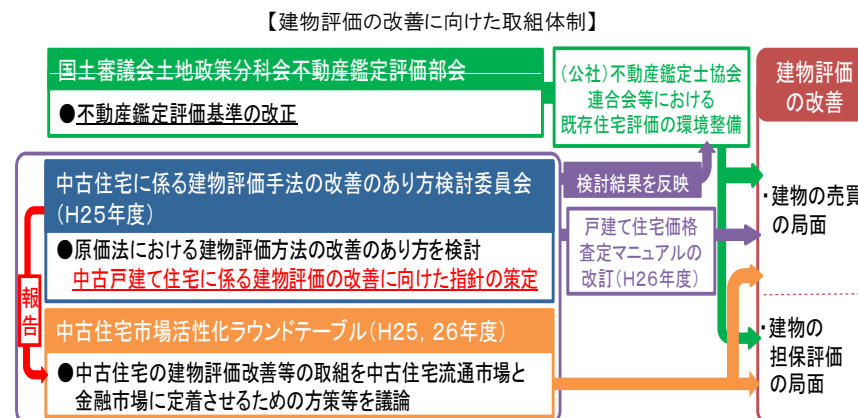 【建物評価の改善に向けた取組体制】
国土審議会土地政策分科会不動産鑑定評価部会
●不動産鑑定評価基準の改正
(公社)不動産鑑定士協会
連合会等における
既存住宅評価の環境整備
建物評価
の改善
中古住宅に係る建物評価手法の改善のあり方検討委員会
(H25年度)
●原価法における建物評価方法の改善のあり方を検討
中古戸建て住宅に係る建物評価の改善に向けた指針の策定
検討結果を反映
戸建て住宅価格
査定マニュアルの
改訂(H26年度)
・建物の売買
の局面
報告
中古住宅市場活性化ラウンドテーブル(H25, 26年度)
●中古住宅の建物評価改善等の取組を中古住宅流通市場と
金融市場に定着させるための方策等を議論
・建物の
担保評価
の局面